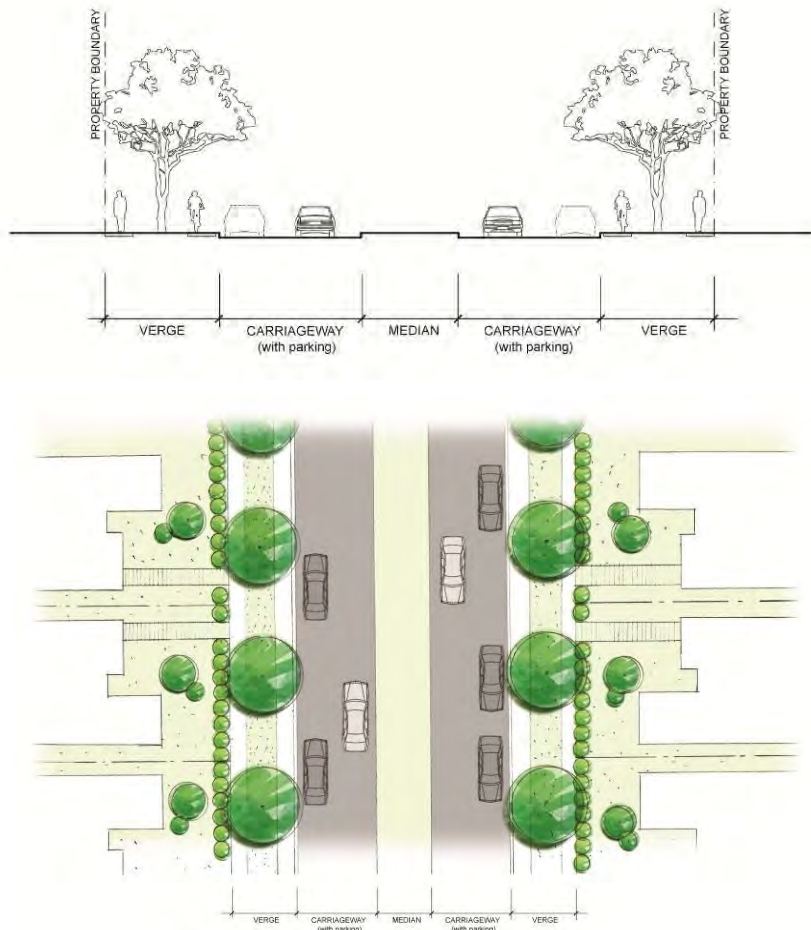 PROPERTY BOUNDARY
PROPERTY BOUNDARY
VERGE
CARRIAGEWAY
(with parking)
MEDIAN
CARRIAGEWAY
(with parking)
VERGE
VERGE
CARRIAGEWAY
(with parking)
MEDIAN
CARRIAGEWAY
(with parking)
VERGE